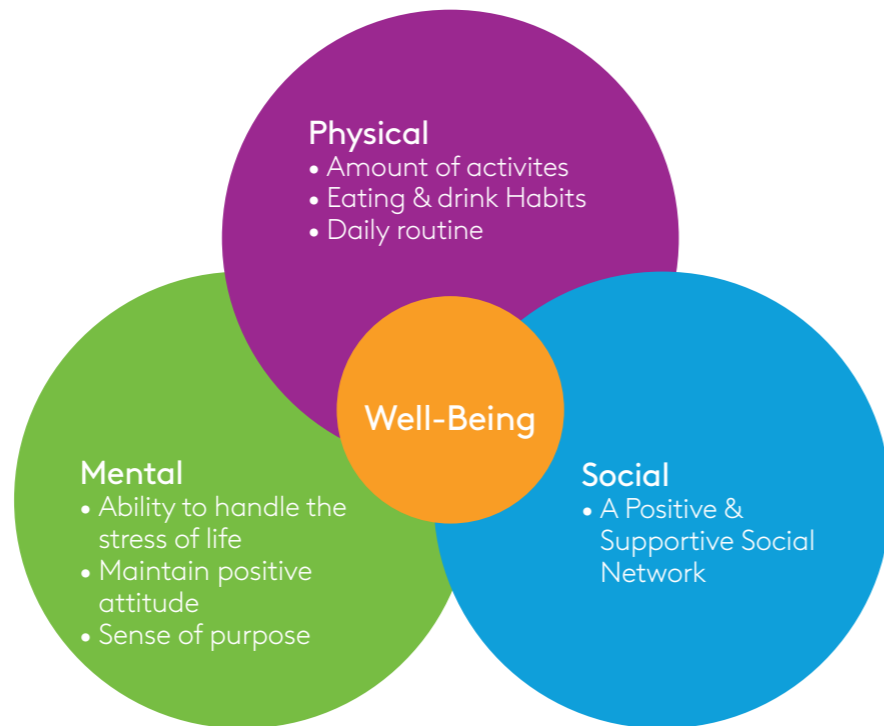 Physical
• Amount of activites
• Eating & drink Habits
• Daily routine
Well-Being
Mental
• Ability to handle the
stress of life
• Maintain positive
attitude
• Sense of purpose
Social
• A Positive &
Supportive Social
Network